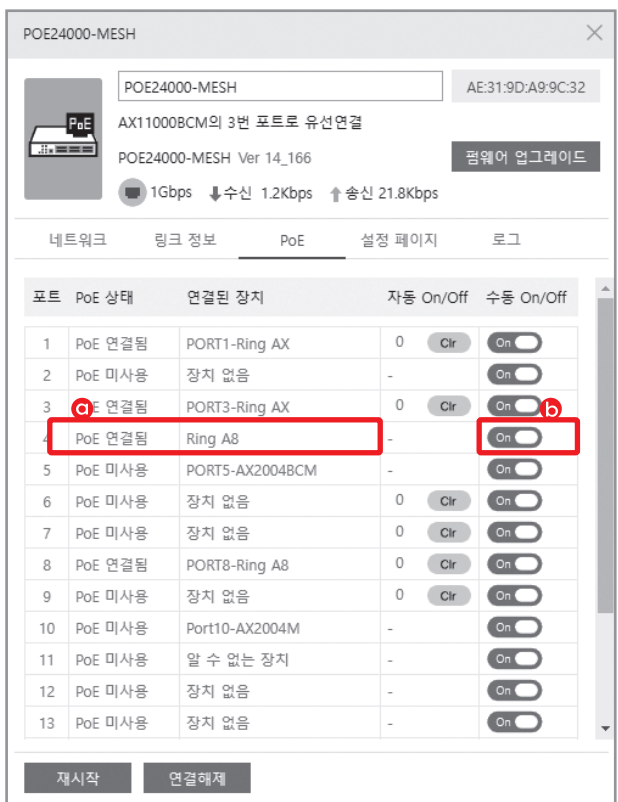 POE24000-MESH
POE24000-MESH AE:31:9D:A9:9C:32
PoE
AX11000BCM의 3번 포트로 유선연결
POE24000-MESH Ver 14_166 펌웨어 업그레이드
1Gbps 수신 1.2Kbps 송신 21.8Kbps
네트워크 링크 정보 PoE 설정 페이지 로그
포트 PoE 상태 연결된 장치 자동 On/Off 수동 On/Off
1 PoE 연결됨 PORT1-Ring AX 0 Clr On
2 PoE 미사용 장치 없음 - On
3 PoE 연결됨 PORT3-Ring AX 0 Clr On
ⓐ ⓑ
4 PoE 연결됨 Ring A8 - On
5 PoE 미사용 PORT5-AX2004BCM - On
6 PoE 미사용 장치 없음 0 Clr On
7 PoE 미사용 장치 없음 0 Clr On
8 PoE 연결됨 PORT8-Ring A8 0 Clr On
9 PoE 미사용 장치 없음 0 Clr On
10 PoE 미사용 Port10-AX2004M - On
11 PoE 미사용 알 수 없는 장치 - On
12 PoE 미사용 장치 없음 - On
13 PoE 미사용 장치 없음 - On
재시작 연결해제